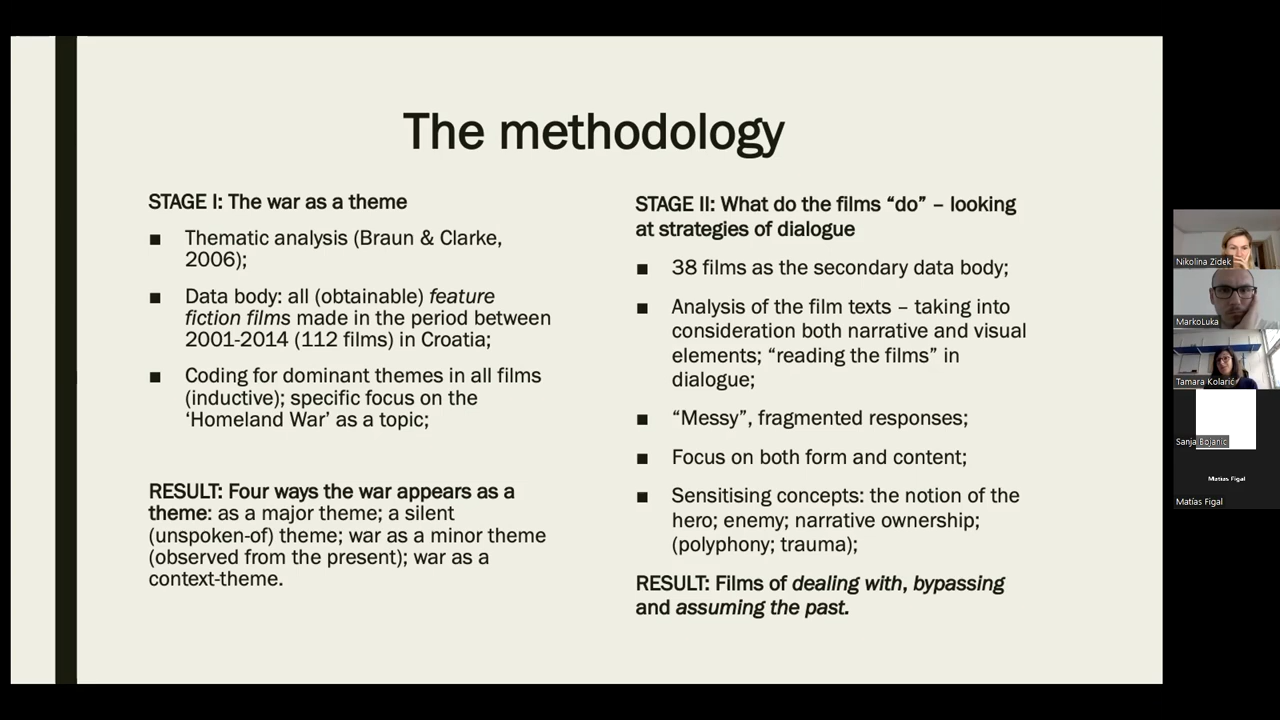 The methodology
STAGE I: The war as a theme
■ Thematic analysis (Braun & Clarke,
2006);
■ Data body: all (obtainable) feature
fiction films made in the period between
2001-2014 (112 films) in Croatia;
■ Coding for dominant themes in all films
(inductive); specific focus on the
‘Homeland War’ as a topic;
RESULT: Four ways the war appears as a
theme: as a major theme; a silent
(unspoken-of) theme; war as a minor theme
(observed from the present); war as a
context-theme.
STAGE II: What do the films “do” – looking
at strategies of dialogue
■ 38 films as the secondary data body;
■ Analysis of the film texts – taking into
consideration both narrative and visual
elements; “reading the films” in
dialogue;
■ “Messy”, fragmented responses;
■ Focus on both form and content;
■ Sensitising concepts: the notion of the
hero; enemy; narrative ownership;
(polyphony; trauma);
RESULT: Films of dealing with, bypassing
and assuming the past.
Nikolina Zidek
MarkoLuka
Tamara Kolarić
Sanja Bojanic
Matías Figal
Matías Figal